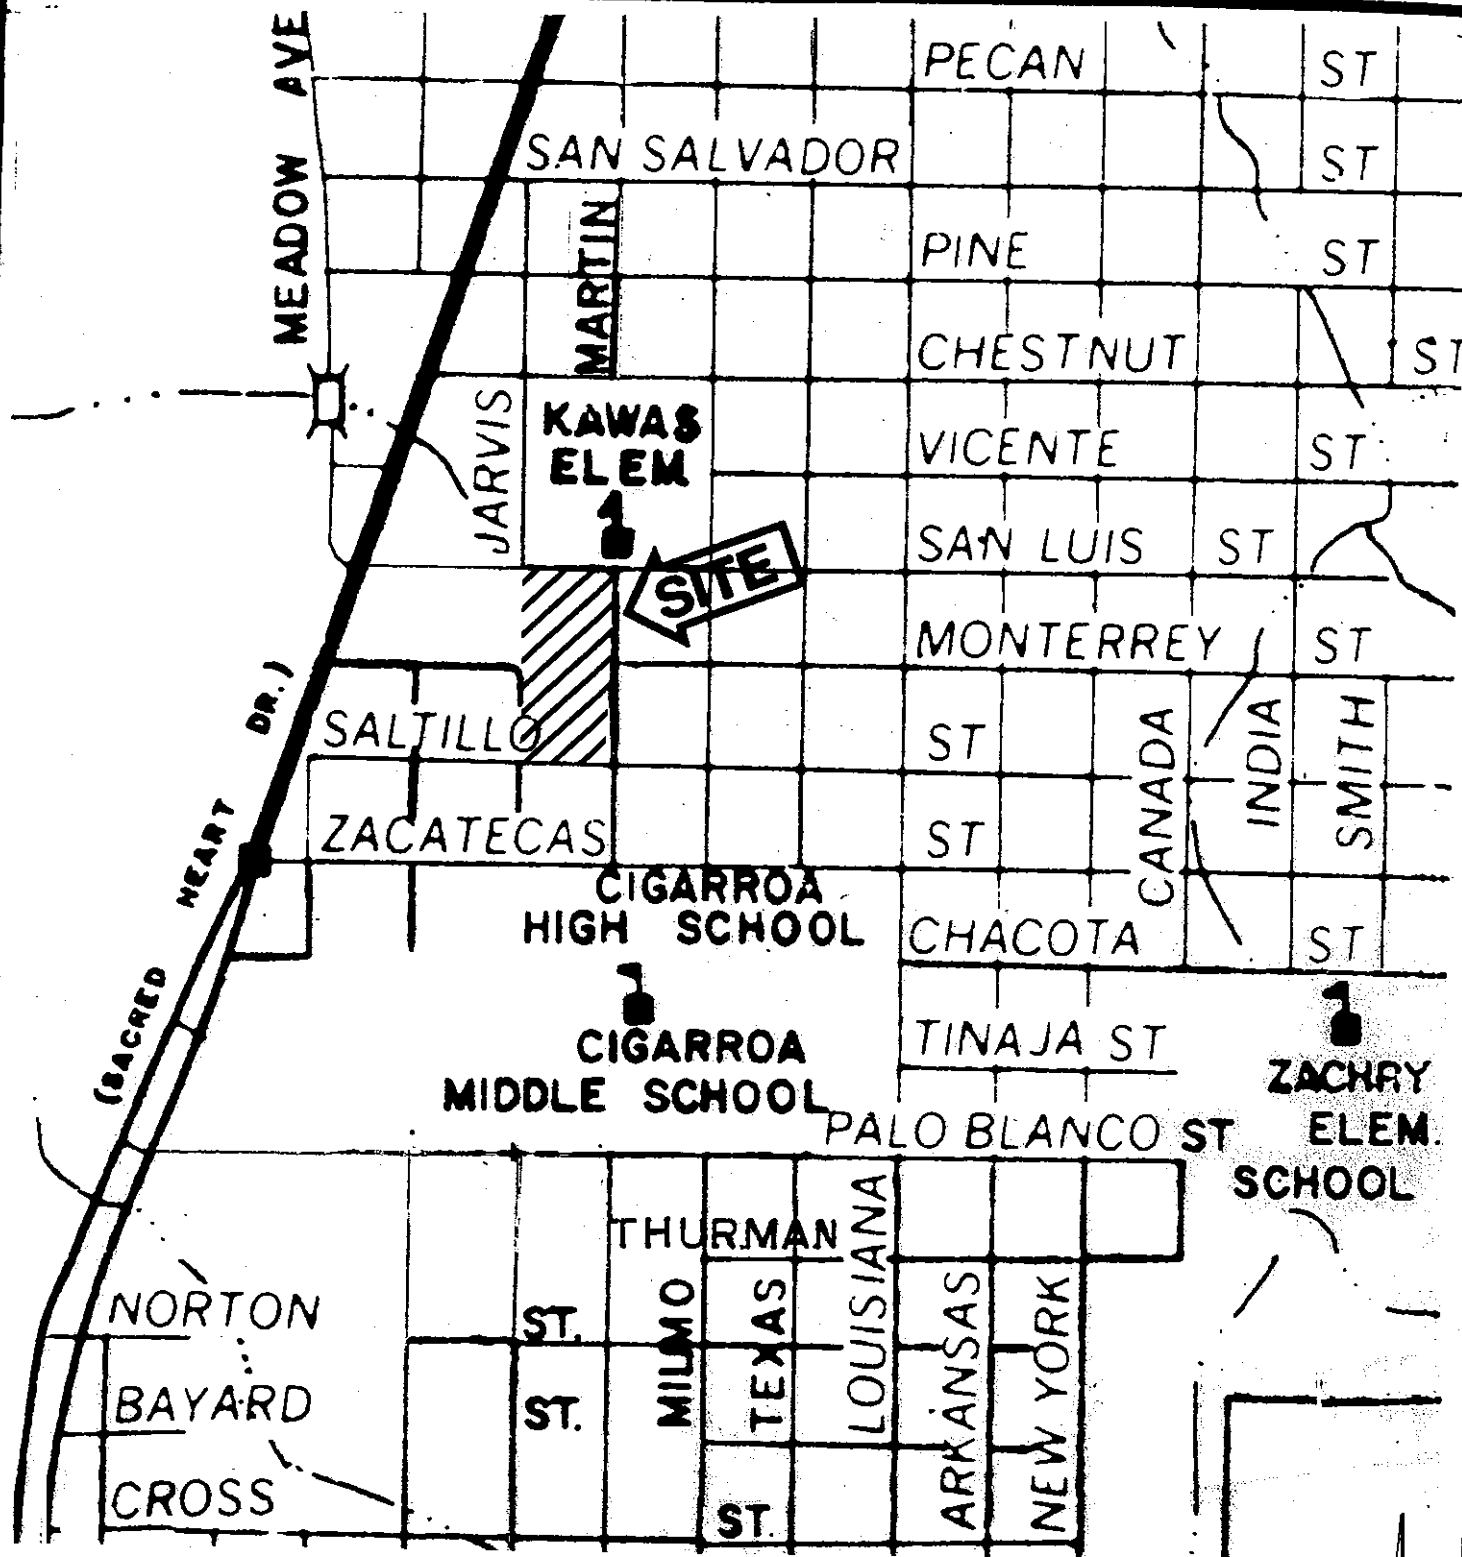 MEADOW AVE
PECAN ST
SAN SALVADOR ST
MARTIN
PINE ST
CHESTNUT ST
JARVIS
KAWAS
ELEM.
VICENTE ST
SAN LUIS ST
SITE
MONTERREY ST
(SACRED HEART DR.)
SALTILLO ST
CANADA
INDIA
SMITH
ZACATECAS ST
CIGARROA
HIGH SCHOOL
CHACOTA ST
CIGARROA
MIDDLE SCHOOL
TINAJA ST
ZACHRY
ELEM.
SCHOOL
PALO BLANCO ST
THURMAN
LOUISIANA
NORTON ST.
MILMO
TEXAS
ARKANSAS
NEW YORK
BAYARD ST.
CROSS ST.